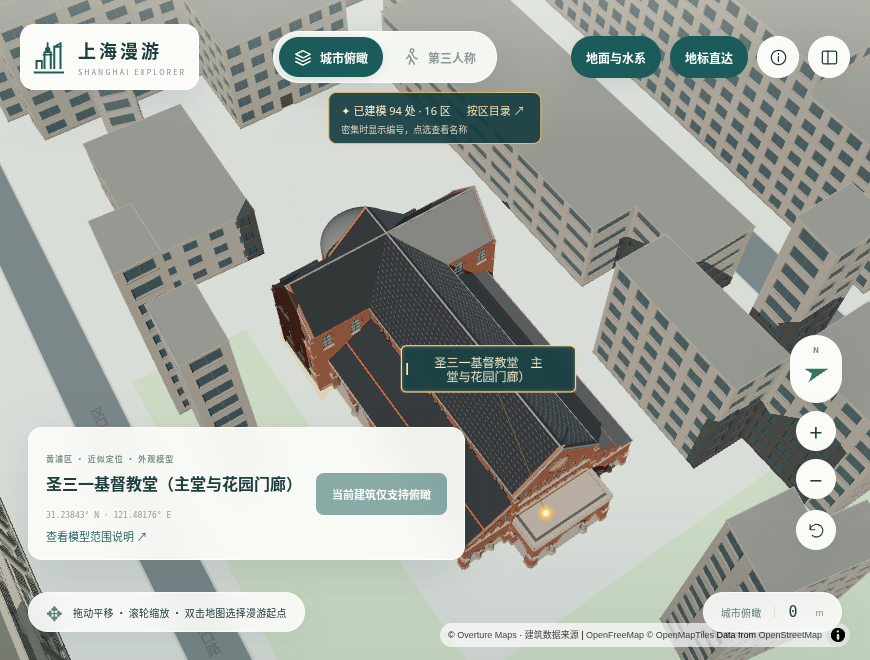 上海漫游
SHANGHAI EXPLORER
城市俯瞰
第三人称
地面与水系
地标直达
✦ 已建模 94 处 · 16 区 按区目录 ↗
密集时显示编号，点选查看名称
圣三一基督教堂 主
堂与花园门廊）
N
黄浦区 · 近似定位 · 外观模型
圣三一基督教堂（主堂与花园门廊）
当前建筑仅支持俯瞰
31.23843° N · 121.48176° E
查看模型范围说明 ↗
拖动平移 · 滚轮缩放 · 双击地图选择漫游起点
城市俯瞰 0 m
© Overture Maps · 建筑数据来源 | OpenFreeMap © OpenMapTiles Data from OpenStreetMap